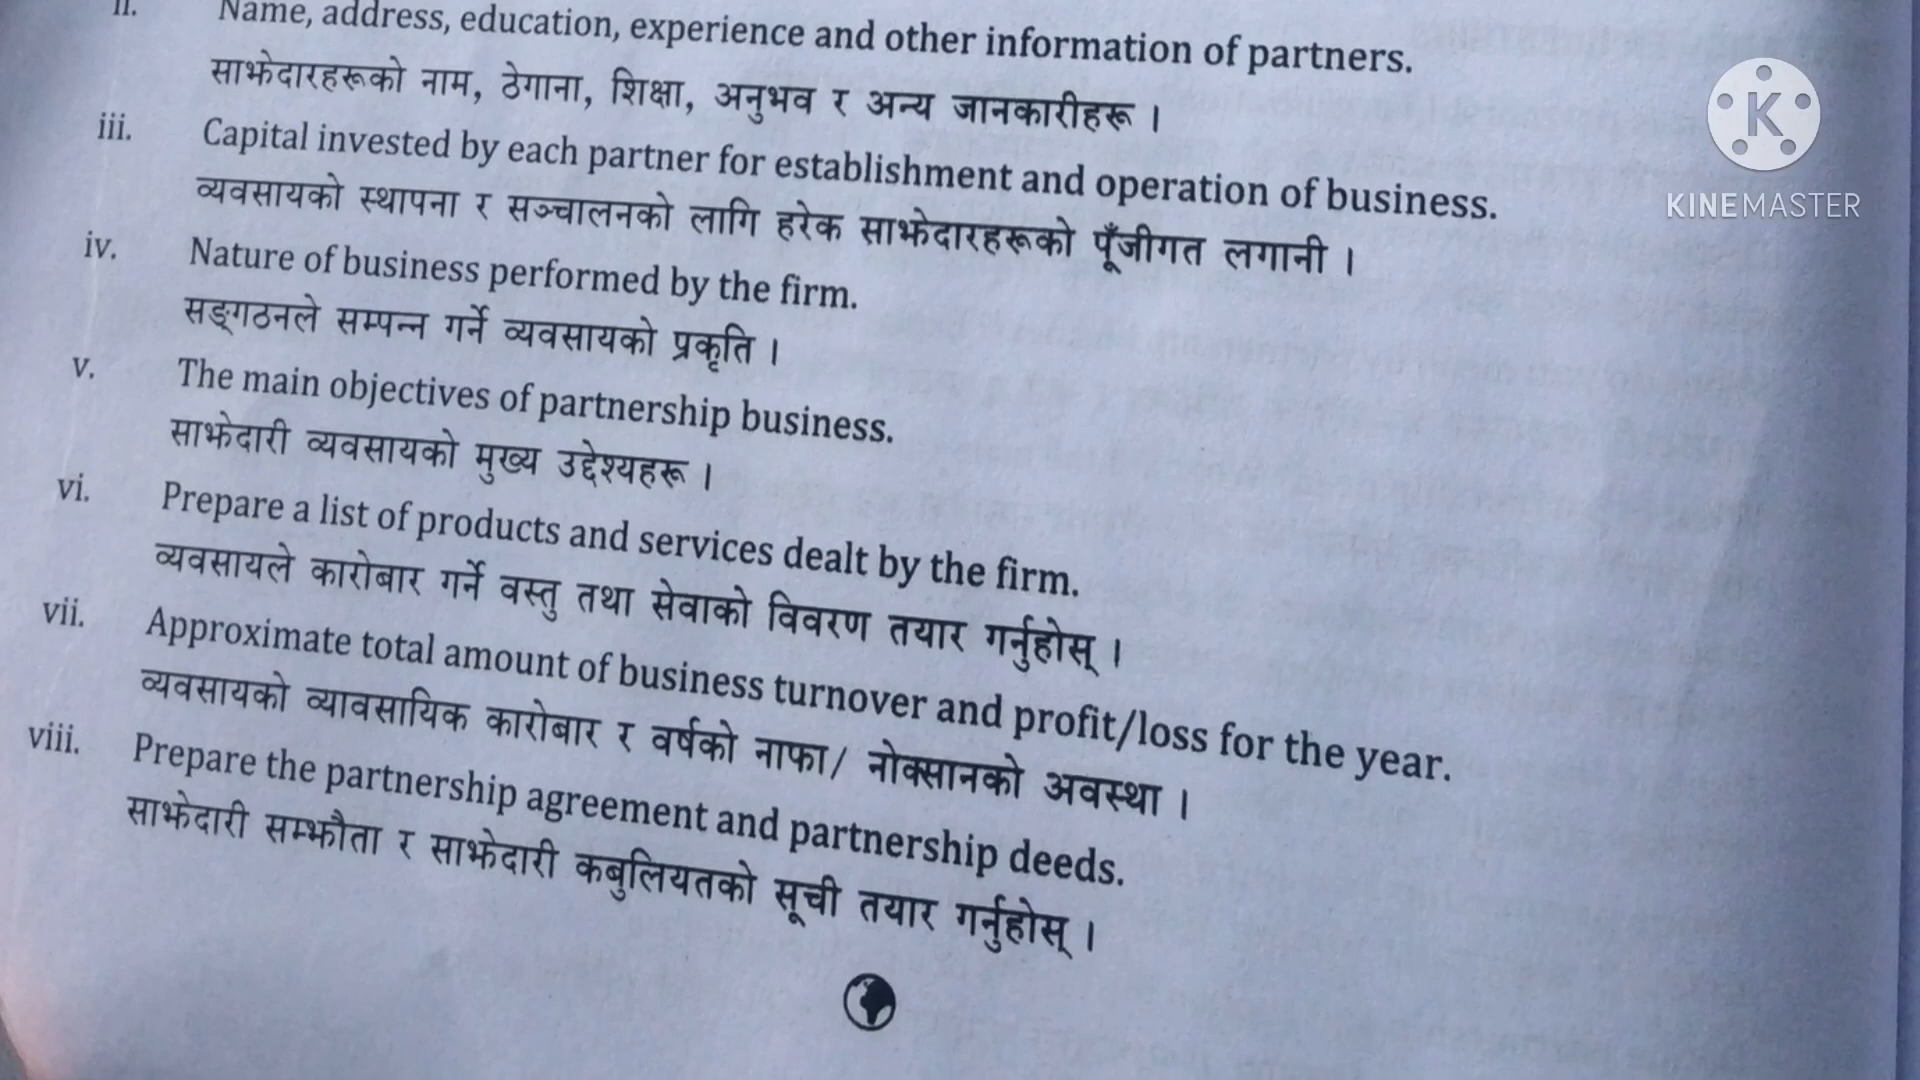 ii. Name, address, education, experience and other information of partners.
साझेदारहरूको नाम, ठेगाना, शिक्षा, अनुभव र अन्य जानकारीहरू ।
iii. Capital invested by each partner for establishment and operation of business.
व्यवसायको स्थापना र सञ्चालनको लागि हरेक साझेदारहरूको पूँजीगत लगानी ।
iv. Nature of business performed by the firm.
सङ्गठनले सम्पन्न गर्ने व्यवसायको प्रकृति ।
v. The main objectives of partnership business.
साझेदारी व्यवसायको मुख्य उद्देश्यहरू ।
vi. Prepare a list of products and services dealt by the firm.
व्यवसायले कारोबार गर्ने वस्तु तथा सेवाको विवरण तयार गर्नुहोस् ।
vii. Approximate total amount of business turnover and profit/loss for the year.
व्यवसायको व्यावसायिक कारोबार र वर्षको नाफा/ नोक्सानको अवस्था ।
viii. Prepare the partnership agreement and partnership deeds.
साझेदारी सम्झौता र साझेदारी कबुलियतको सूची तयार गर्नुहोस् ।
K
KINEMASTER